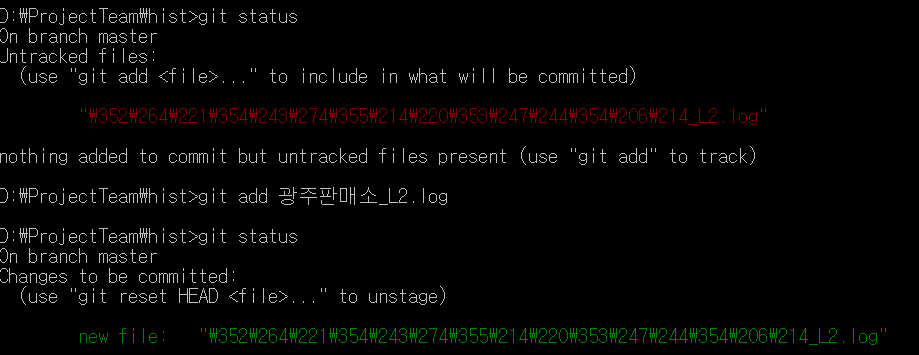 D:₩ProjectTeam₩hist>git status
On branch master
Untracked files:
(use "git add <file>..." to include in what will be committed)
"₩352₩264₩221₩354₩243₩274₩355₩214₩220₩353₩247₩244₩354₩206₩214_L2.log"
nothing added to commit but untracked files present (use "git add" to track)
D:₩ProjectTeam₩hist>git add 광주판매소_L2.log
D:₩ProjectTeam₩hist>git status
On branch master
Changes to be committed:
(use "git reset HEAD <file>..." to unstage)
new file: "₩352₩264₩221₩354₩243₩274₩355₩214₩220₩353₩247₩244₩354₩206₩214_L2.log"